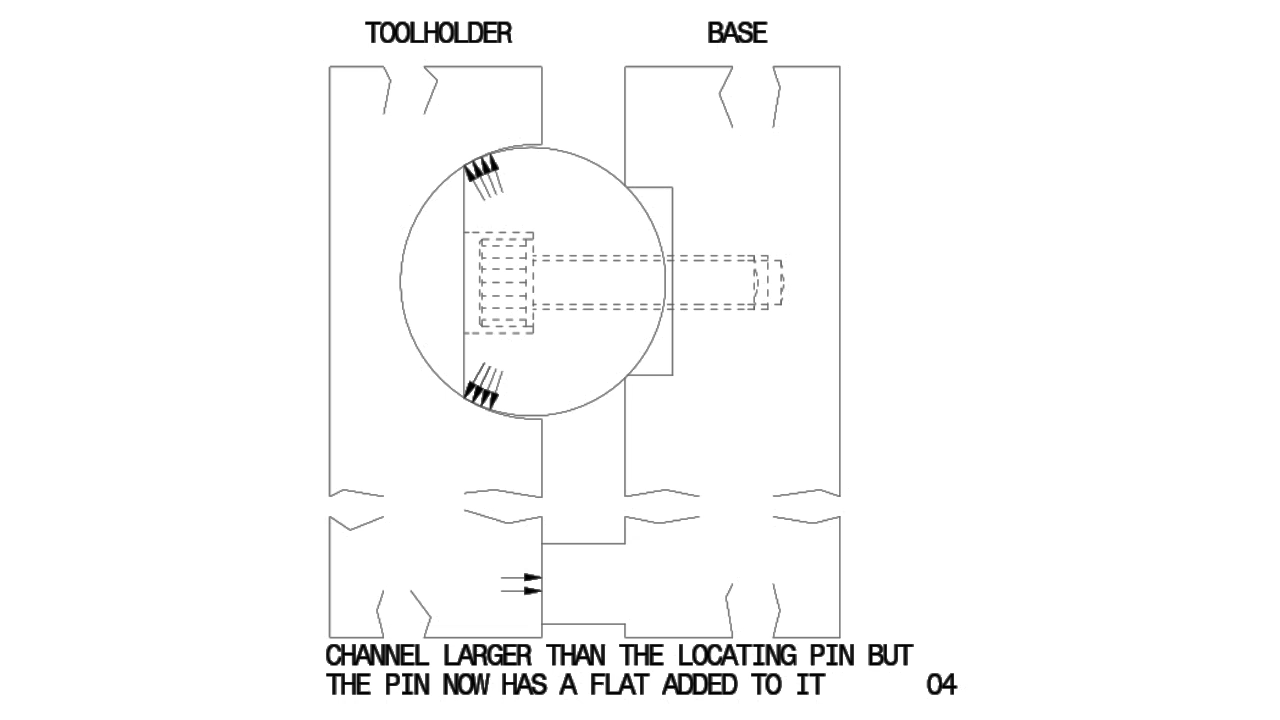 TOOLHOLDER BASE
CHANNEL LARGER THAN THE LOCATING PIN BUT
THE PIN NOW HAS A FLAT ADDED TO IT 04